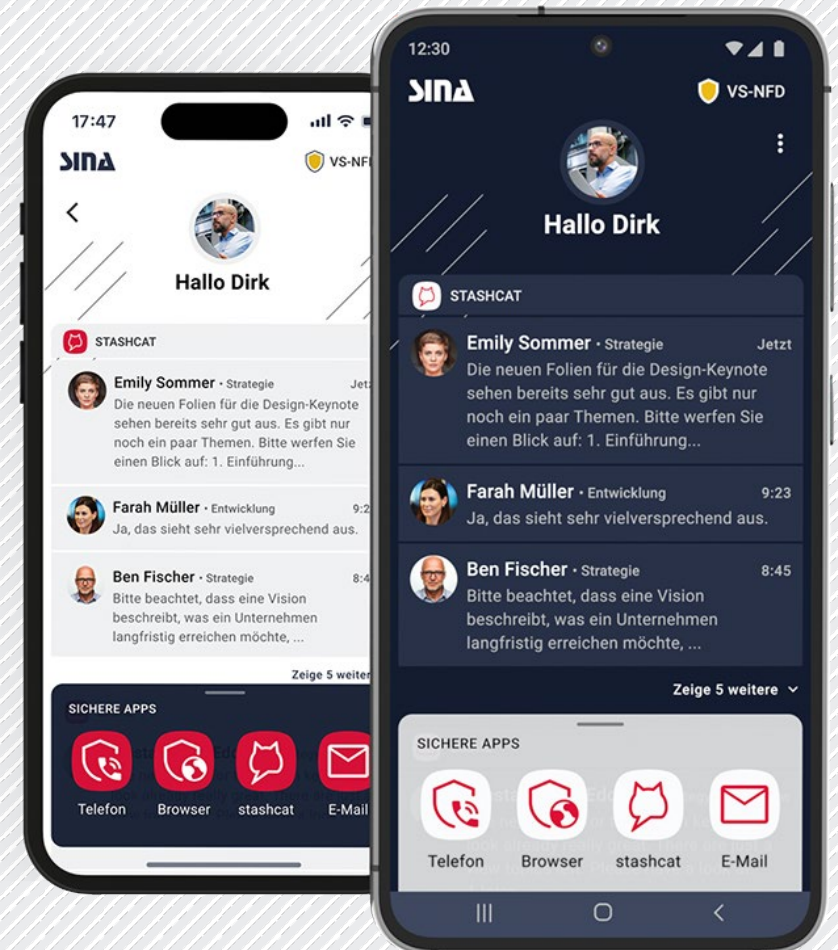 17:47
SINA
VS-NF
Hallo Dirk
STASHCAT
Emily Sommer · Strategie
Die neuen Folien für die Design-Keynote
sehen bereits sehr gut aus. Es gibt nur
noch ein paar Themen. Bitte werfen Sie
einen Blick auf: 1. Einführung...
Farah Müller · Entwicklung 9:2
Ja, das sieht sehr vielversprechend aus.
Ben Fischer · Strategie 8:4
Bitte beachtet, dass eine Vision
beschreibt, was ein Unternehmen
langfristig erreichen möchte, ...
Zeige 5 weiter
SICHERE APPS
Telefon Browser stashcat E-Mail
12:30
SINA VS-NFD
Hallo Dirk
STASHCAT
Emily Sommer · Strategie Jetzt
Die neuen Folien für die Design-Keynote
sehen bereits sehr gut aus. Es gibt nur
noch ein paar Themen. Bitte werfen Sie
einen Blick auf: 1. Einführung...
Farah Müller · Entwicklung 9:23
Ja, das sieht sehr vielversprechend aus.
Ben Fischer · Strategie 8:45
Bitte beachtet, dass eine Vision
beschreibt, was ein Unternehmen
langfristig erreichen möchte, ...
Zeige 5 weitere
SICHERE APPS
Telefon Browser stashcat E-Mail